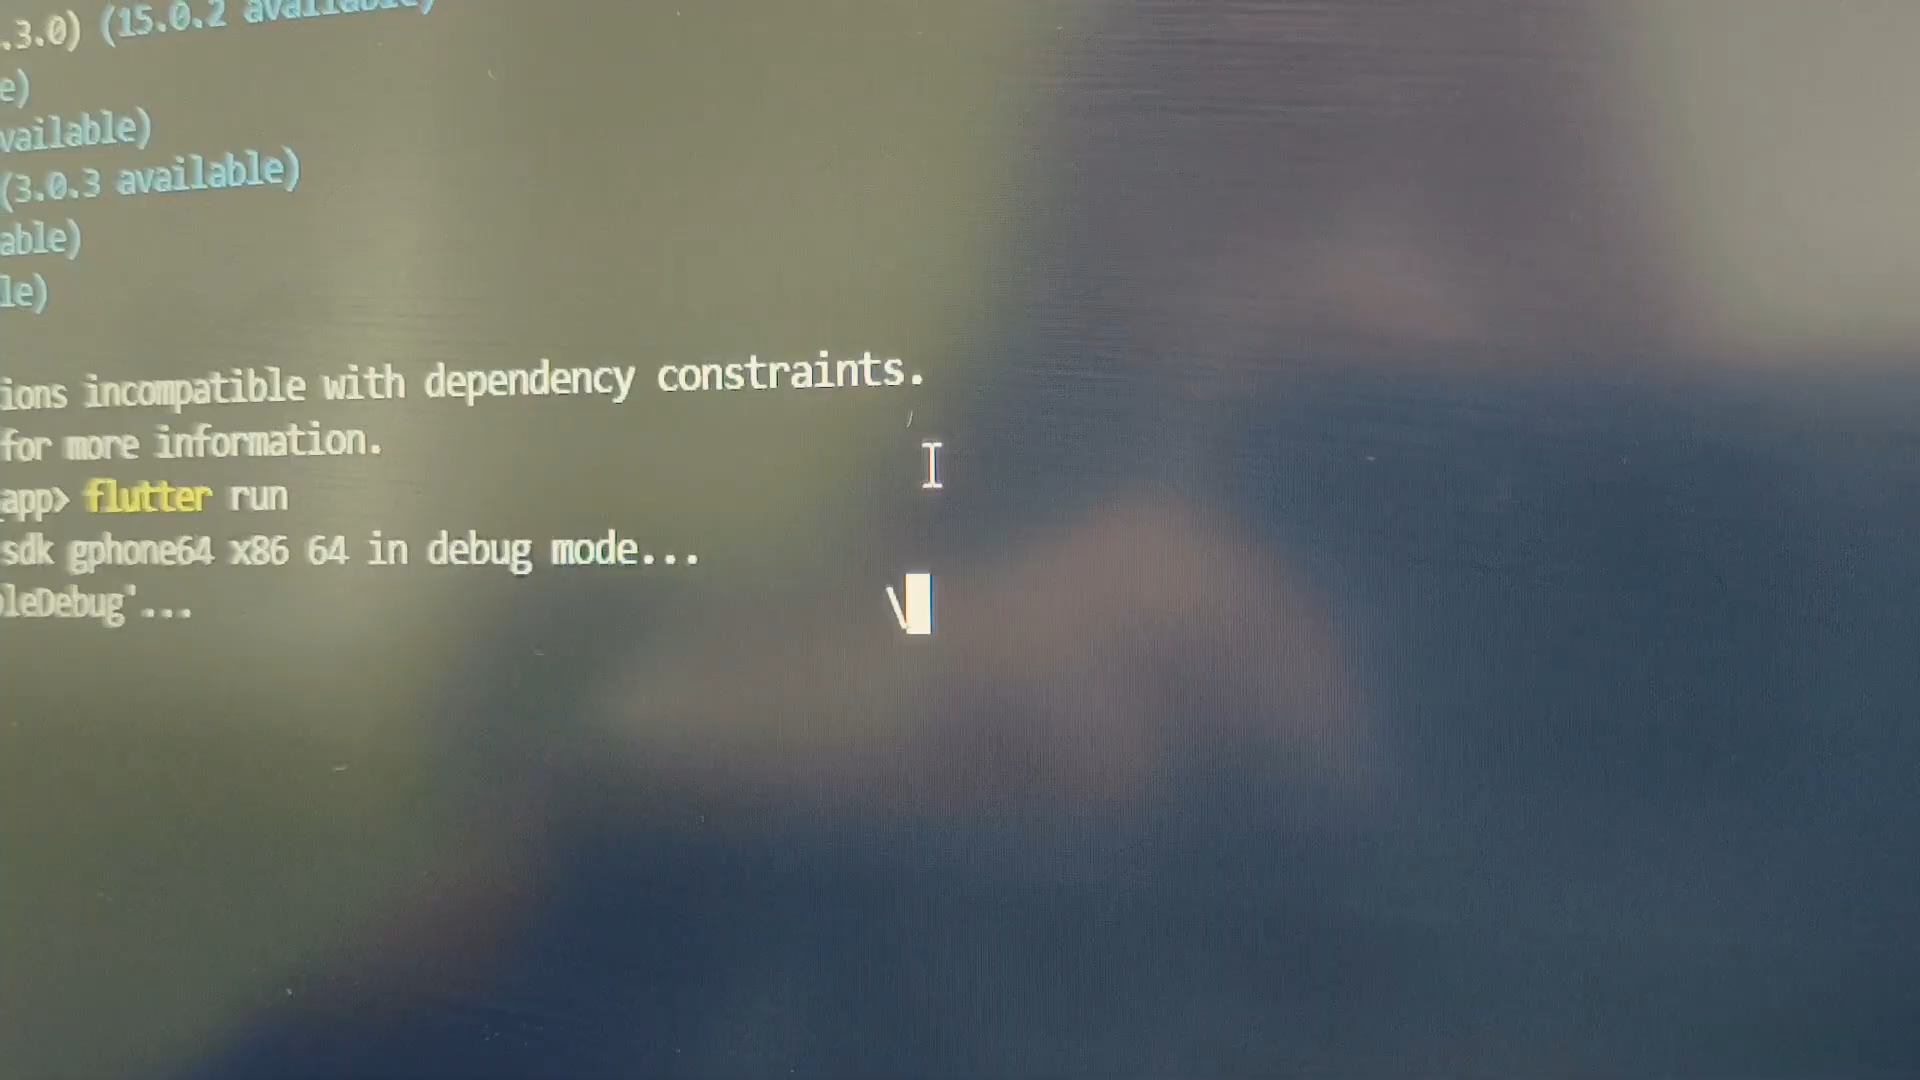 .3.0) (15.0.2 available)
e)
vailable)
(3.0.3 available)
able)
le)
ions incompatible with dependency constraints.
for more information.
app> flutter run
sdk gphone64 x86 64 in debug mode...
leDebug'...
\